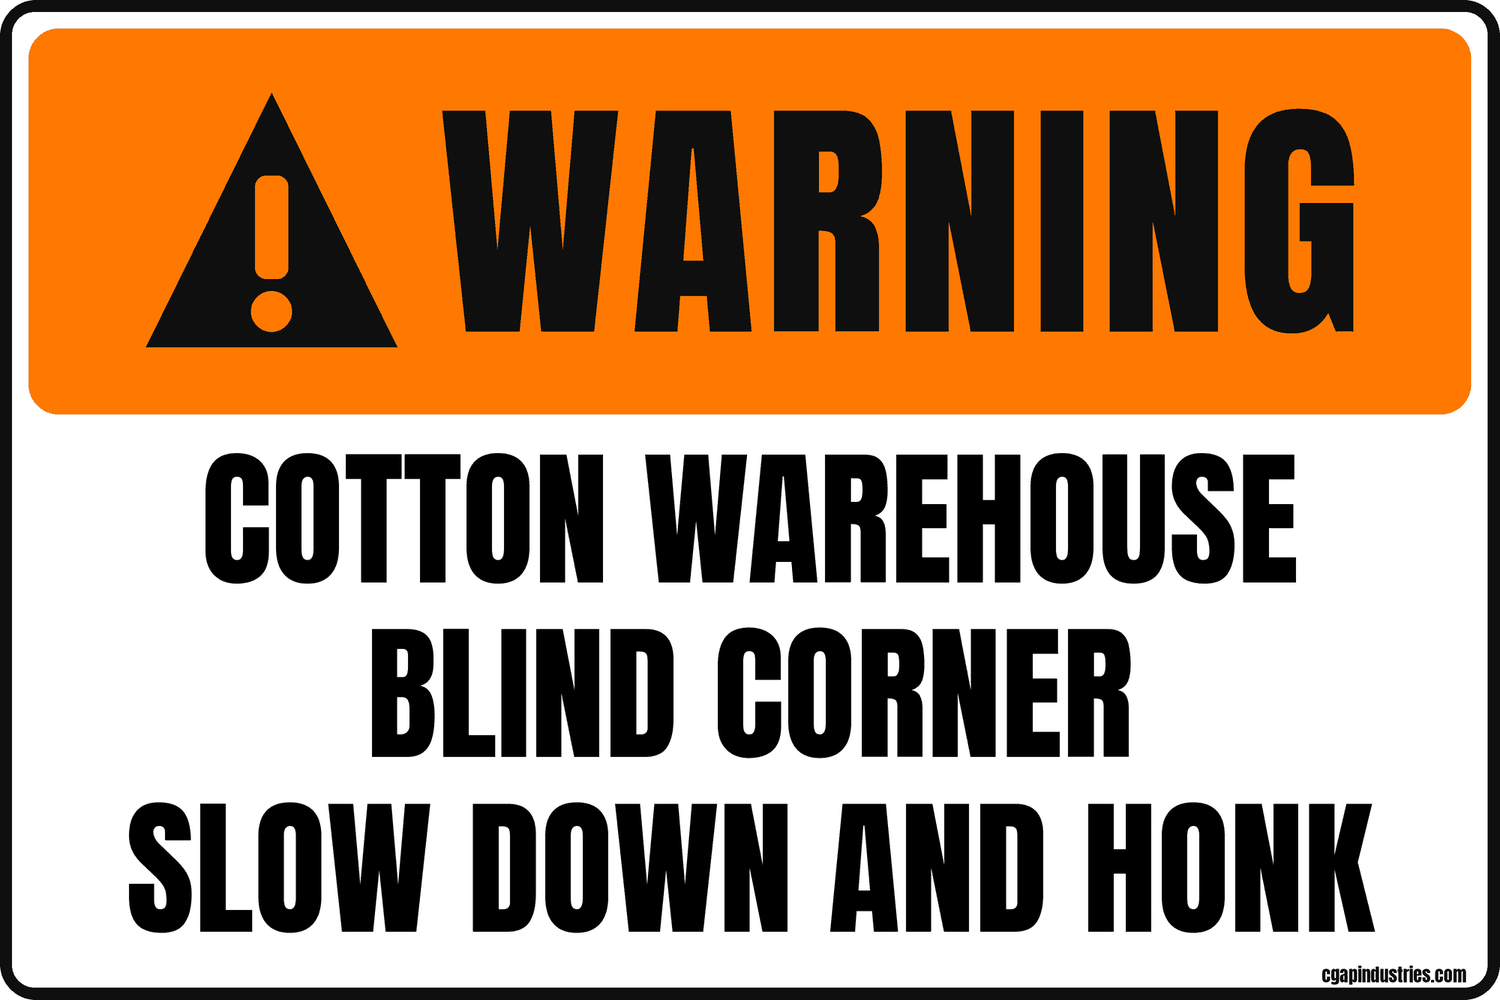 WARNING
COTTON WAREHOUSE
BLIND CORNER
SLOW DOWN AND HONK
cgapindustries.com